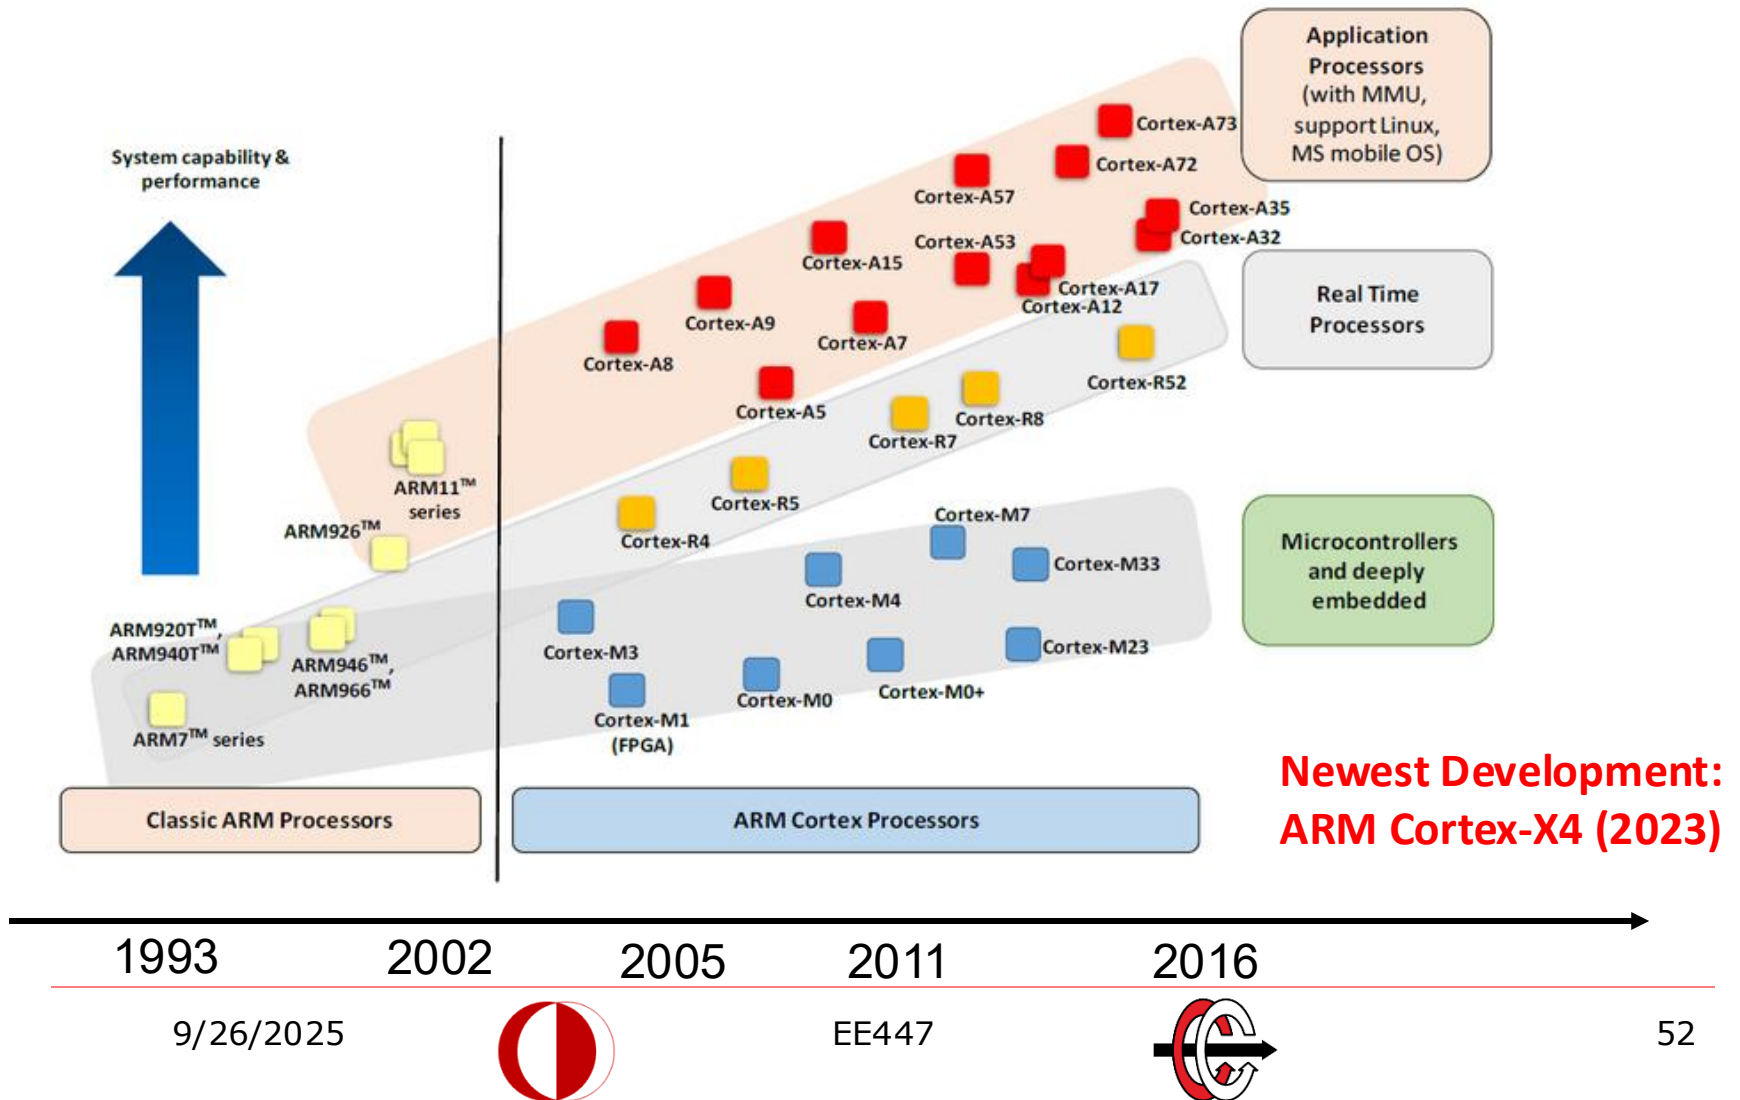 Application
Processors
(with MMU,
support Linux,
MS mobile OS)
System capability &
performance
Cortex-A73
Cortex-A72
Cortex-A57
Cortex-A35
Cortex-A32
Cortex-A53
Cortex-A15
Cortex-A17
Cortex-A12
Cortex-A9
Cortex-A7
Cortex-A8
Cortex-A5
Real Time
Processors
Cortex-R52
Cortex-R8
Cortex-R7
Cortex-R5
Cortex-R4
ARM11™
series
ARM926™
Cortex-M7
Cortex-M33
Cortex-M4
Cortex-M3
Cortex-M23
Cortex-M0+
Cortex-M0
Cortex-M1
(FPGA)
Microcontrollers
and deeply
embedded
ARM920T™,
ARM940T™
ARM946™,
ARM966™
ARM7™ series
Newest Development:
ARM Cortex-X4 (2023)
Classic ARM Processors
ARM Cortex Processors
1993
2002
2005
2011
2016
9/26/2025
EE447
52